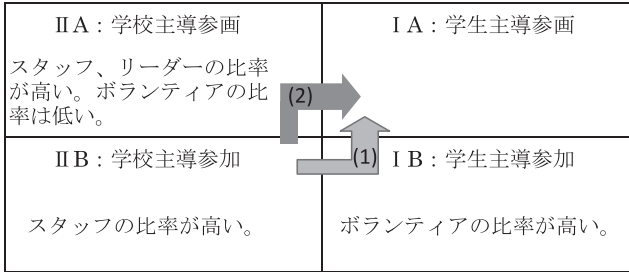 ⅡA：学校主導参画
スタッフ、リーダーの比率
が高い。ボランティアの比
率は低い。
ⅠA：学生主導参画
(2)
(1)
ⅡB：学校主導参加
スタッフの比率が高い。
ⅠB：学生主導参加
ボランティアの比率が高い。